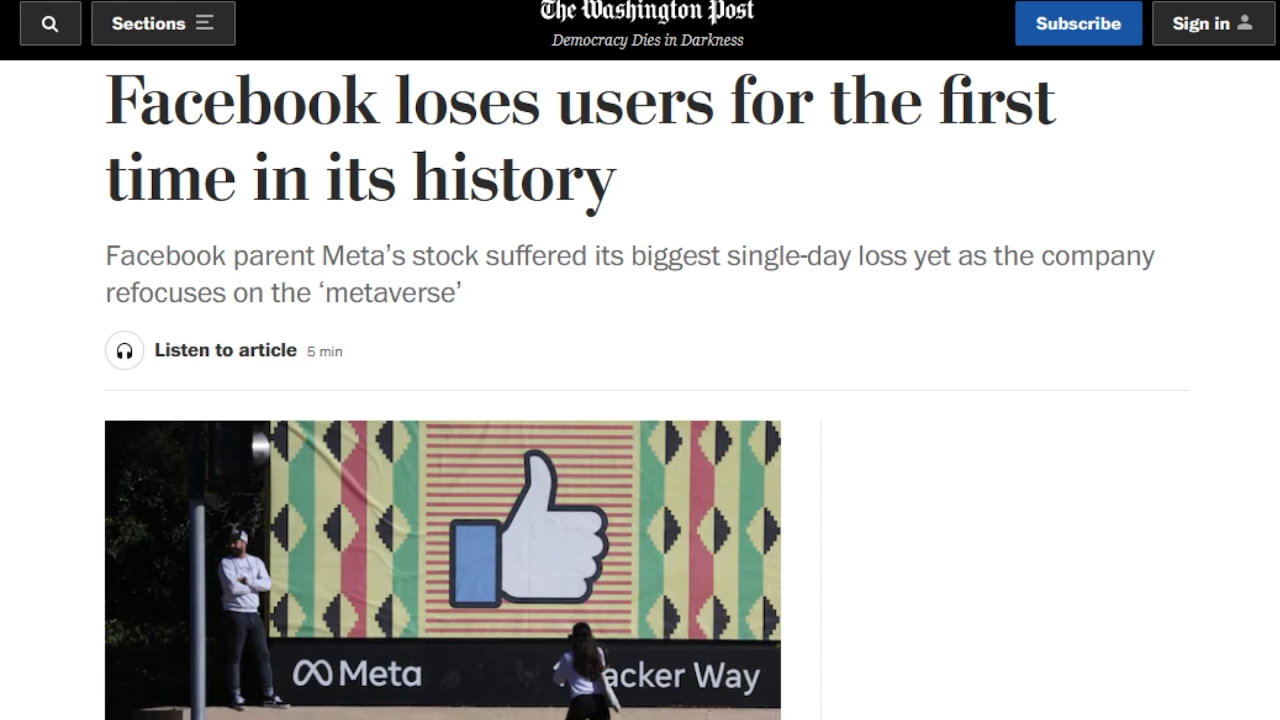 Sections
The Washington Post
Democracy Dies in Darkness
Subscribe
Sign in
Facebook loses users for the first
time in its history
Facebook parent Meta’s stock suffered its biggest single-day loss yet as the company
refocuses on the ‘metaverse’
Listen to article 5 min
Meta
acker Way